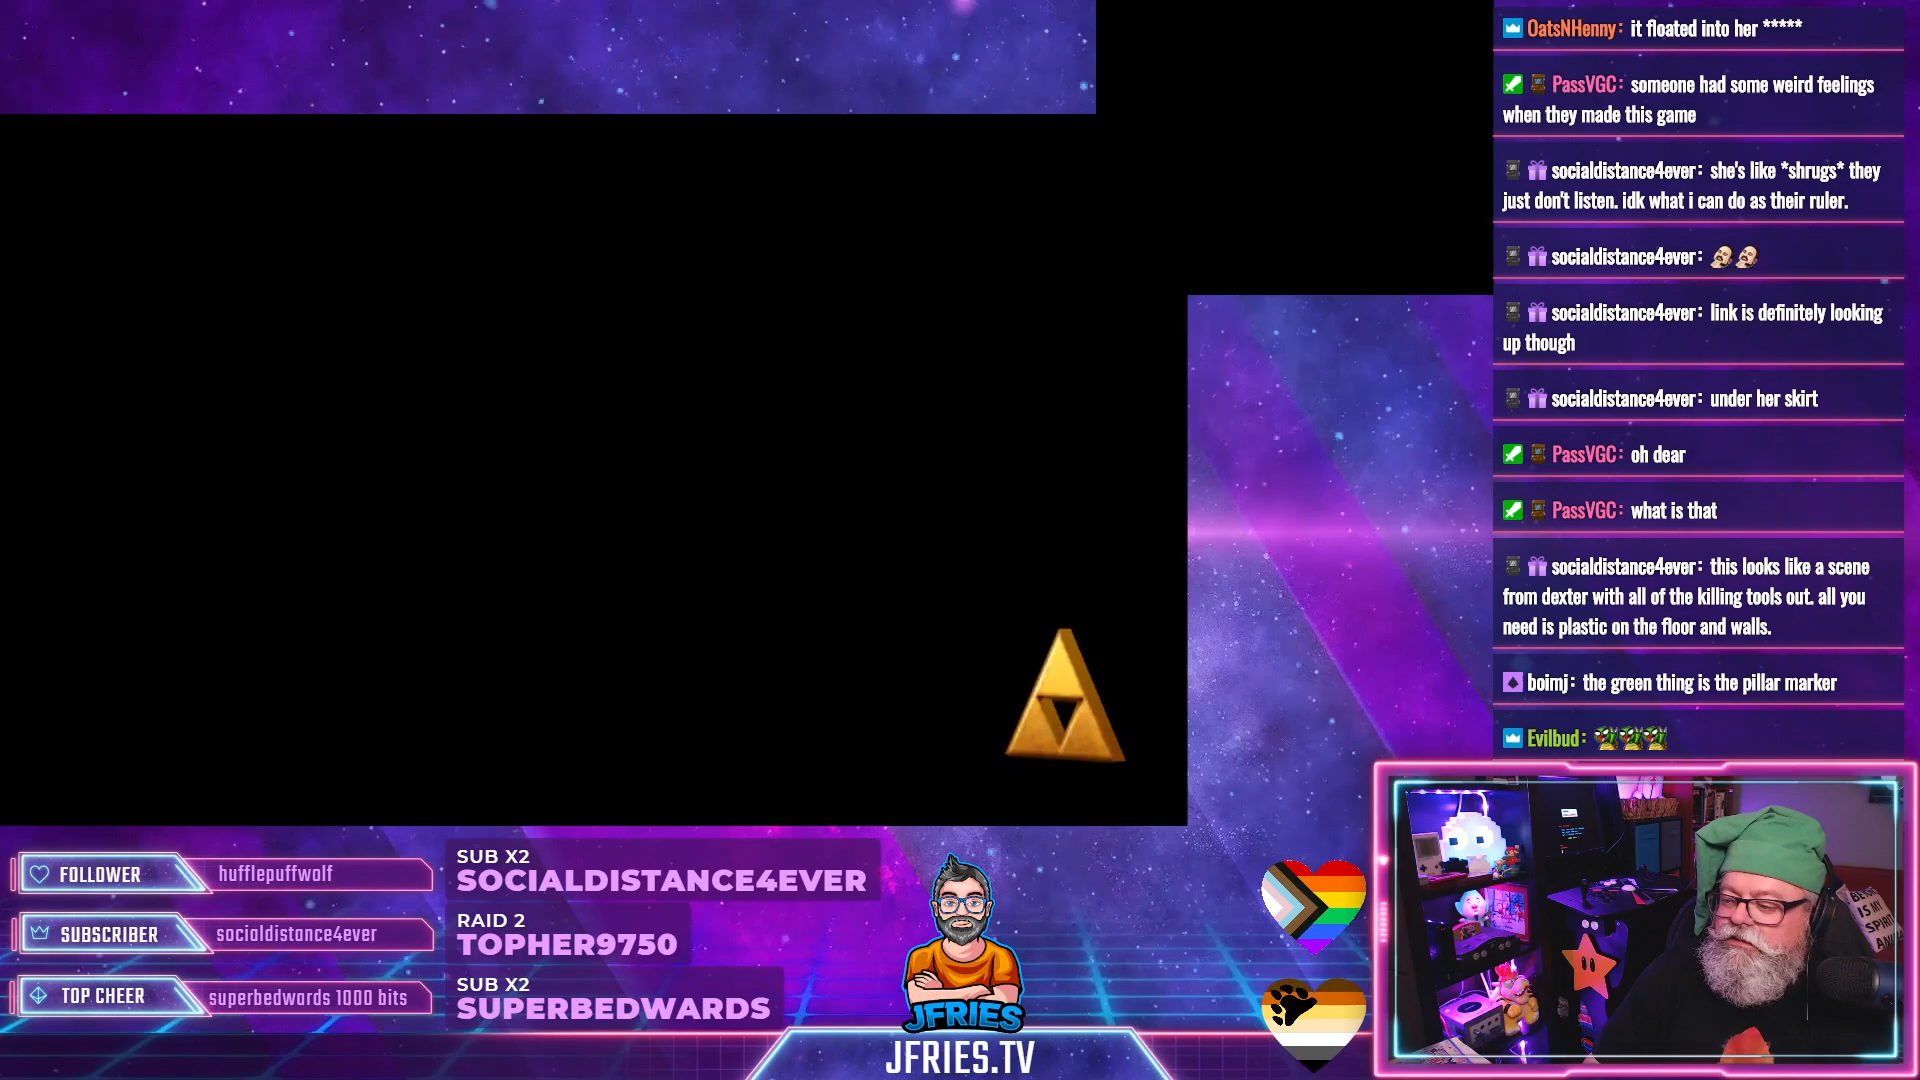 OatsNHenny: it floated into her *****
PassVGC: someone had some weird feelings
when they made this game
socialdistance4ever: she's like *shrugs* they
just don't listen. idk what i can do as their ruler.
socialdistance4ever:
socialdistance4ever: link is definitely looking
up though
socialdistance4ever: under her skirt
PassVGC: oh dear
PassVGC: what is that
socialdistance4ever: this looks like a scene
from dexter with all of the killing tools out. all you
need is plastic on the floor and walls.
boimj: the green thing is the pillar marker
Evilbud:
FOLLOWER
hufflepuffwolf
SUBSCRIBER
socialdistance4ever
TOP CHEER
superbedwards 1000 bits
SUB X2
SOCIALDISTANCE4EVER
RAID 2
TOPHER9750
SUB X2
SUPERBEDWARDS
JFRIES
JFRIES.TV
IS MY
SPIRIT